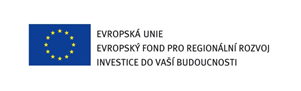 EVROPSKÁ UNIE
EVROPSKÝ FOND PRO REGIONÁLNÍ ROZVOJ
INVESTICE DO VAŠÍ BUDOUCNOSTI